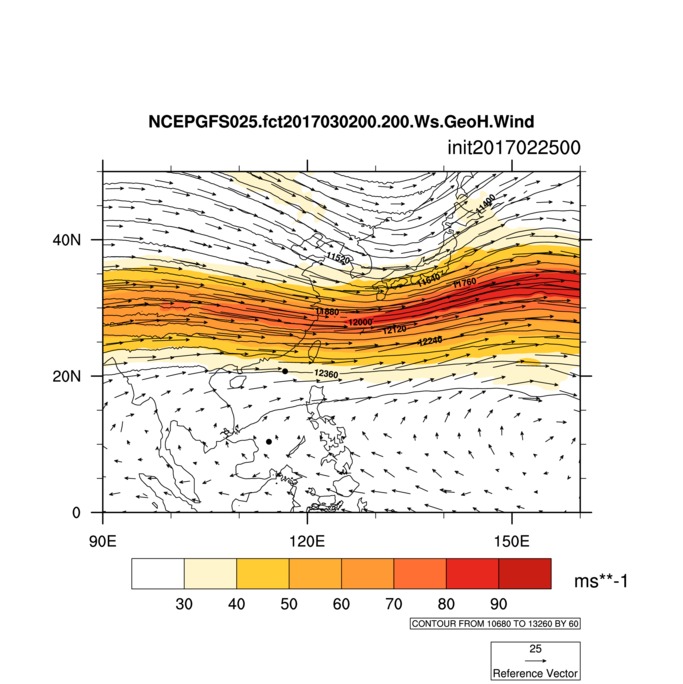 NCEPGFS025.fct2017030200.200.Ws.GeoH.Wind
init2017022500
11400
40N
11520
11640
11760
11880
12000
12120
12240
20N
12360
0
90E 120E 150E
ms**-1
30 40 50 60 70 80 90
CONTOUR FROM 10680 TO 13260 BY 60
25
Reference Vector